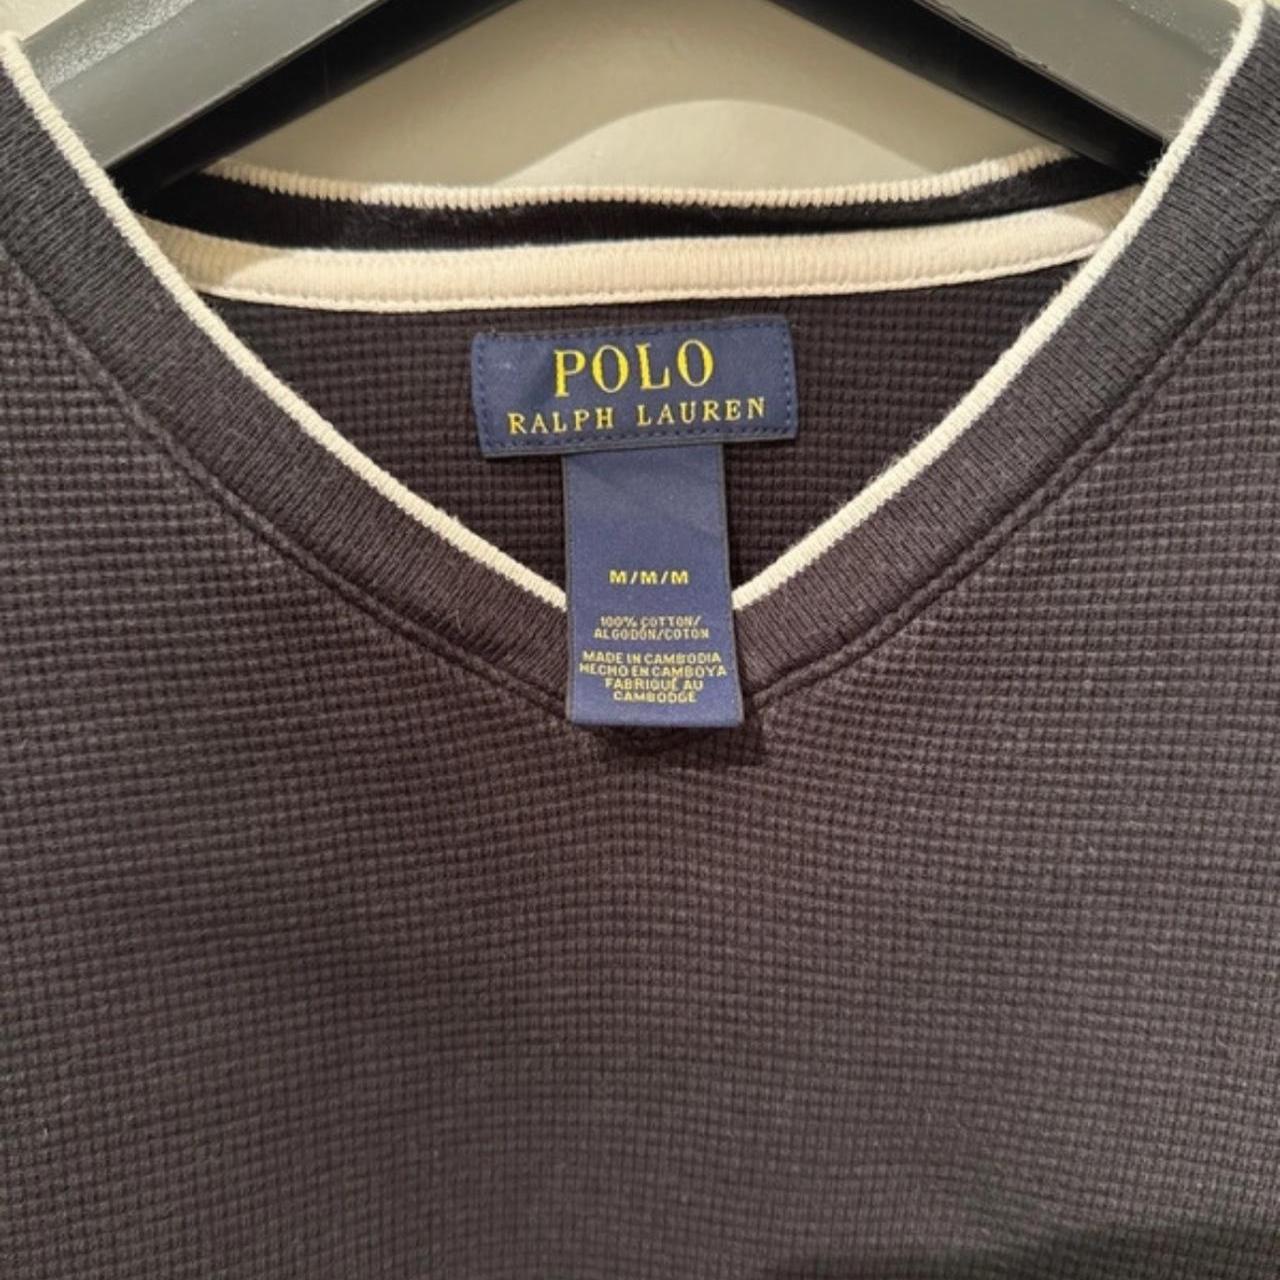 POLO
RALPH LAUREN
M/M/M
100% COTTON/
ALGODÓN/COTON
MADE IN CAMBODIA
HECHO EN CAMBOYA
FABRIQUÉ AU
CAMBODGE